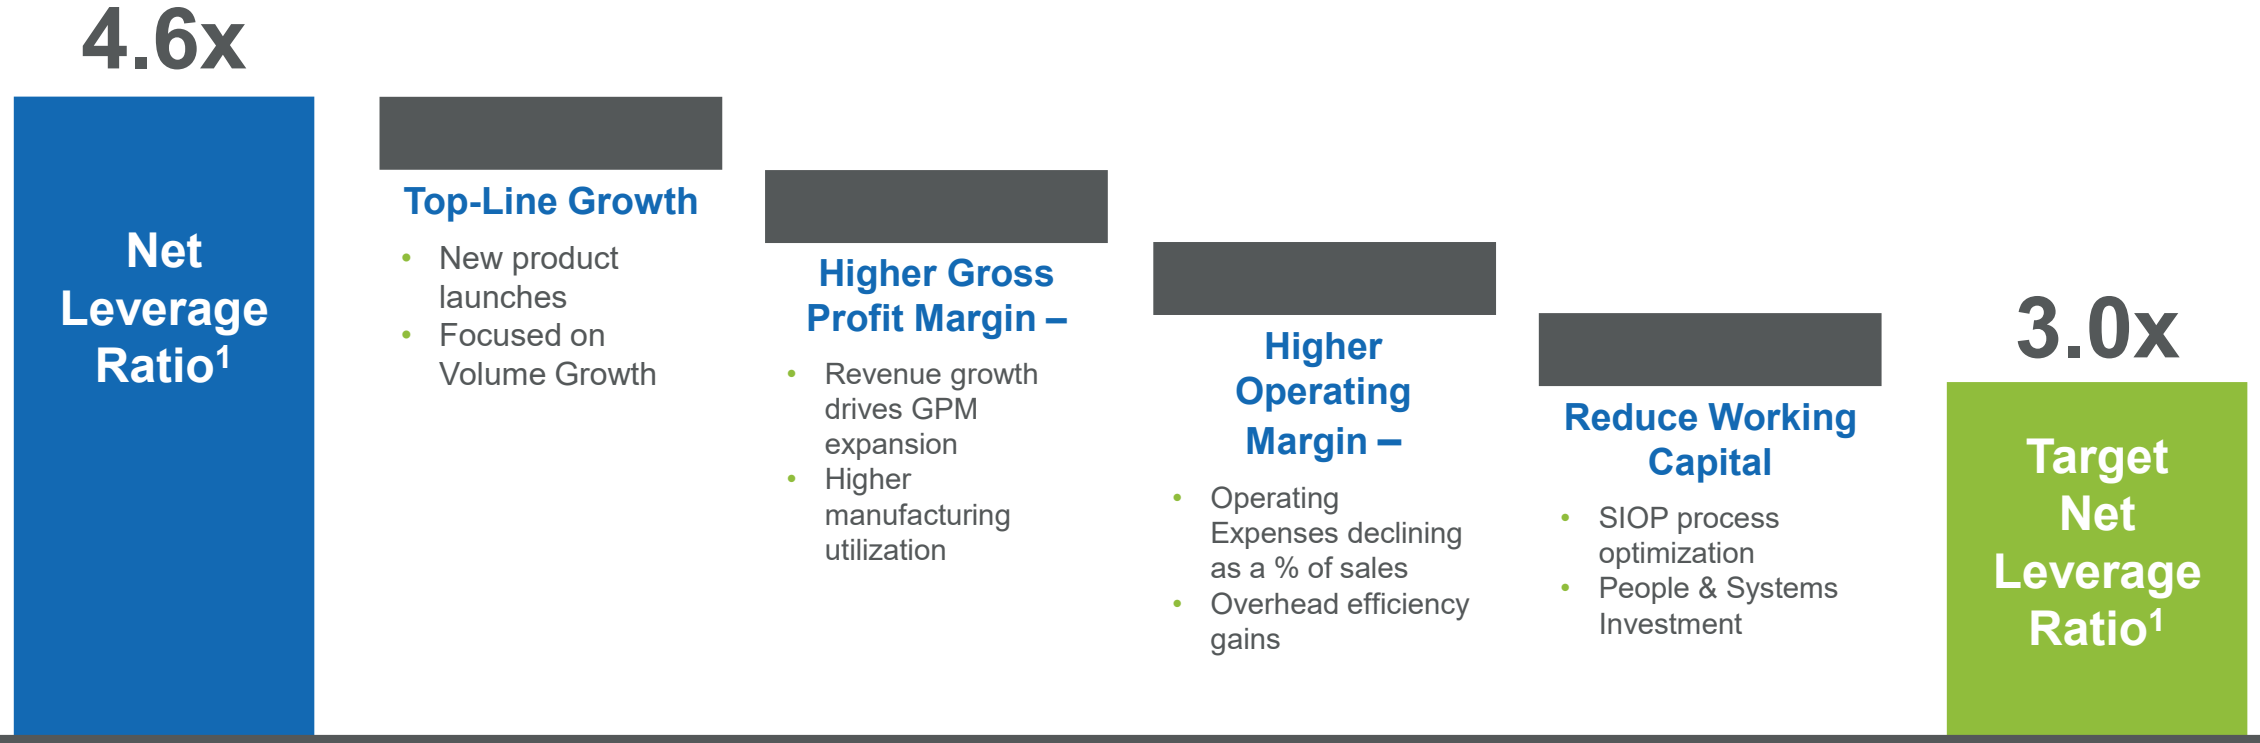 4.6x
Net
Leverage
Ratio1
Top-Line Growth
• New product
launches
• Focused on
Volume Growth
Higher Gross
Profit Margin –
• Revenue growth
drives GPM
expansion
• Higher
manufacturing
utilization
Higher
Operating
Margin –
• Operating
Expenses declining
as a % of sales
• Overhead efficiency
gains
Reduce Working
Capital
• SIOP process
optimization
• People & Systems
Investment
3.0x
Target
Net
Leverage
Ratio1